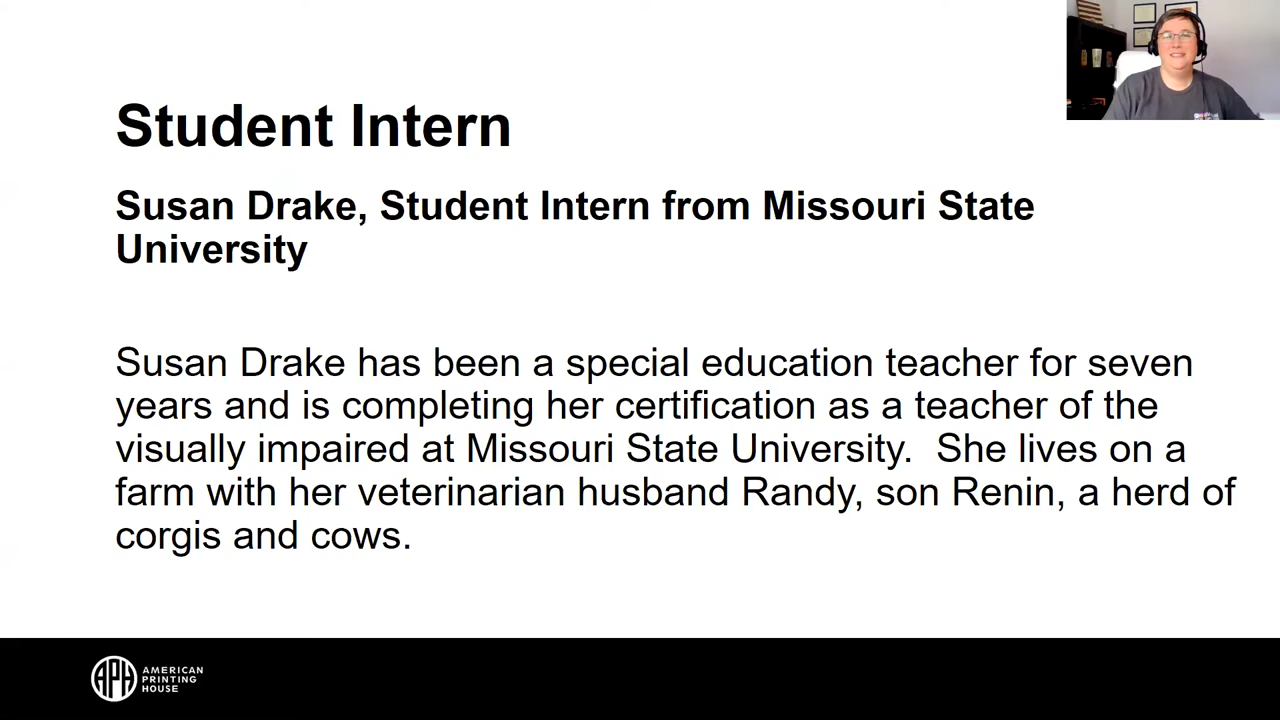 Student Intern
Susan Drake, Student Intern from Missouri State
University
Susan Drake has been a special education teacher for seven
years and is completing her certification as a teacher of the
visually impaired at Missouri State University.  She lives on a
farm with her veterinarian husband Randy, son Renin, a herd of
corgis and cows.
APH
AMERICAN
PRINTING
HOUSE